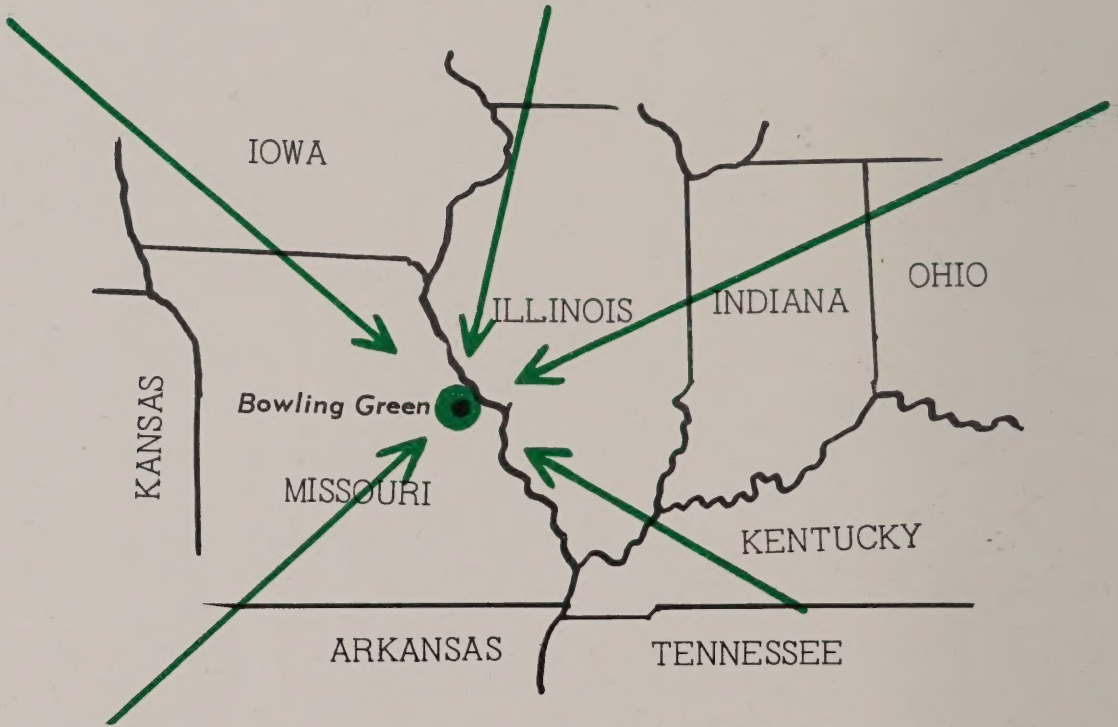 IOWA
OHIO
ILLINOIS
INDIANA
KANSAS
Bowling Green
MISSOURI
KENTUCKY
ARKANSAS
TENNESSEE